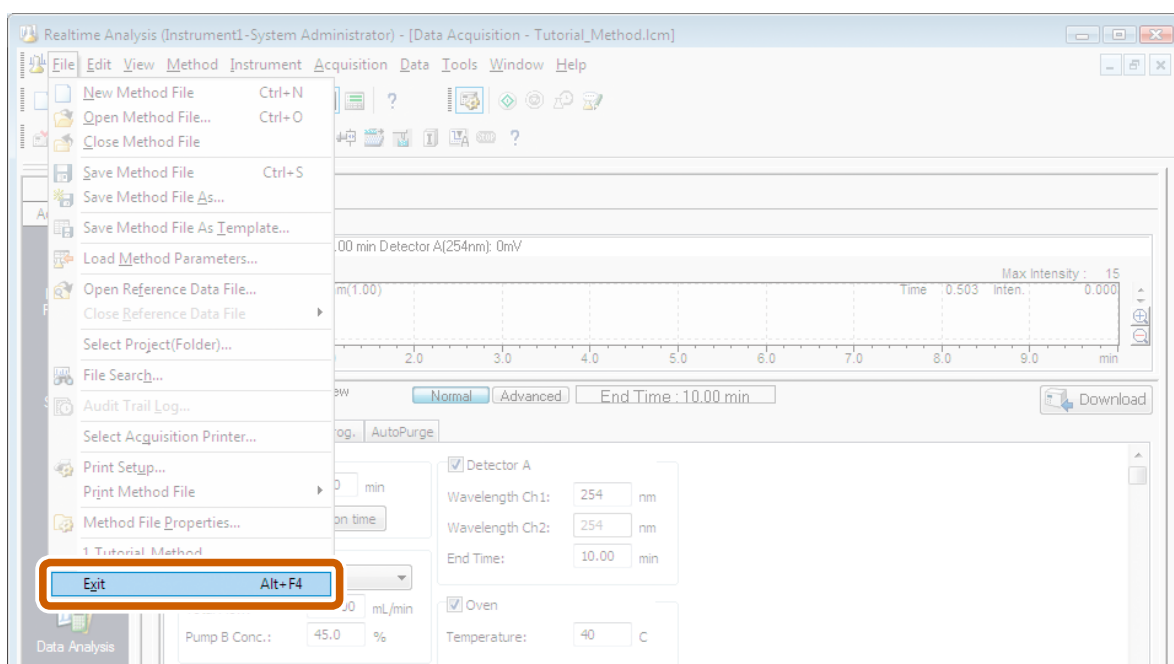 Realtime Analysis (Instrument1-System Administrator) - [Data Acquisition - Tutorial_Method.lcm]
File Edit View Method Instrument Acquisition Data Tools Window Help
New Method File Ctrl+N
Open Method File... Ctrl+O
Close Method File
Save Method File Ctrl+S
Save Method File As...
Save Method File As Template...
Load Method Parameters...
Open Reference Data File...
Close Reference Data File
Select Project(Folder)...
File Search...
Audit Trail Log...
Select Acquisition Printer...
Print Setup...
Print Method File
Method File Properties...
1 Tutorial_Method
Exit Alt+F4
.00 min Detector A(254nm): 0mV
Max Intensity : 15
m(1.00) Time 0.503 Inten. 0.000
2.0 3.0 4.0 5.0 6.0 7.0 8.0 9.0 min
Normal Advanced End Time : 10.00 min Download
rog. AutoPurge
min
on time
Detector A
Wavelength Ch1: 254 nm
Wavelength Ch2: 254 nm
End Time: 10.00 min
mL/min
Pump B Conc.: 45.0 %
Oven
Temperature: 40 C
Data Analysis